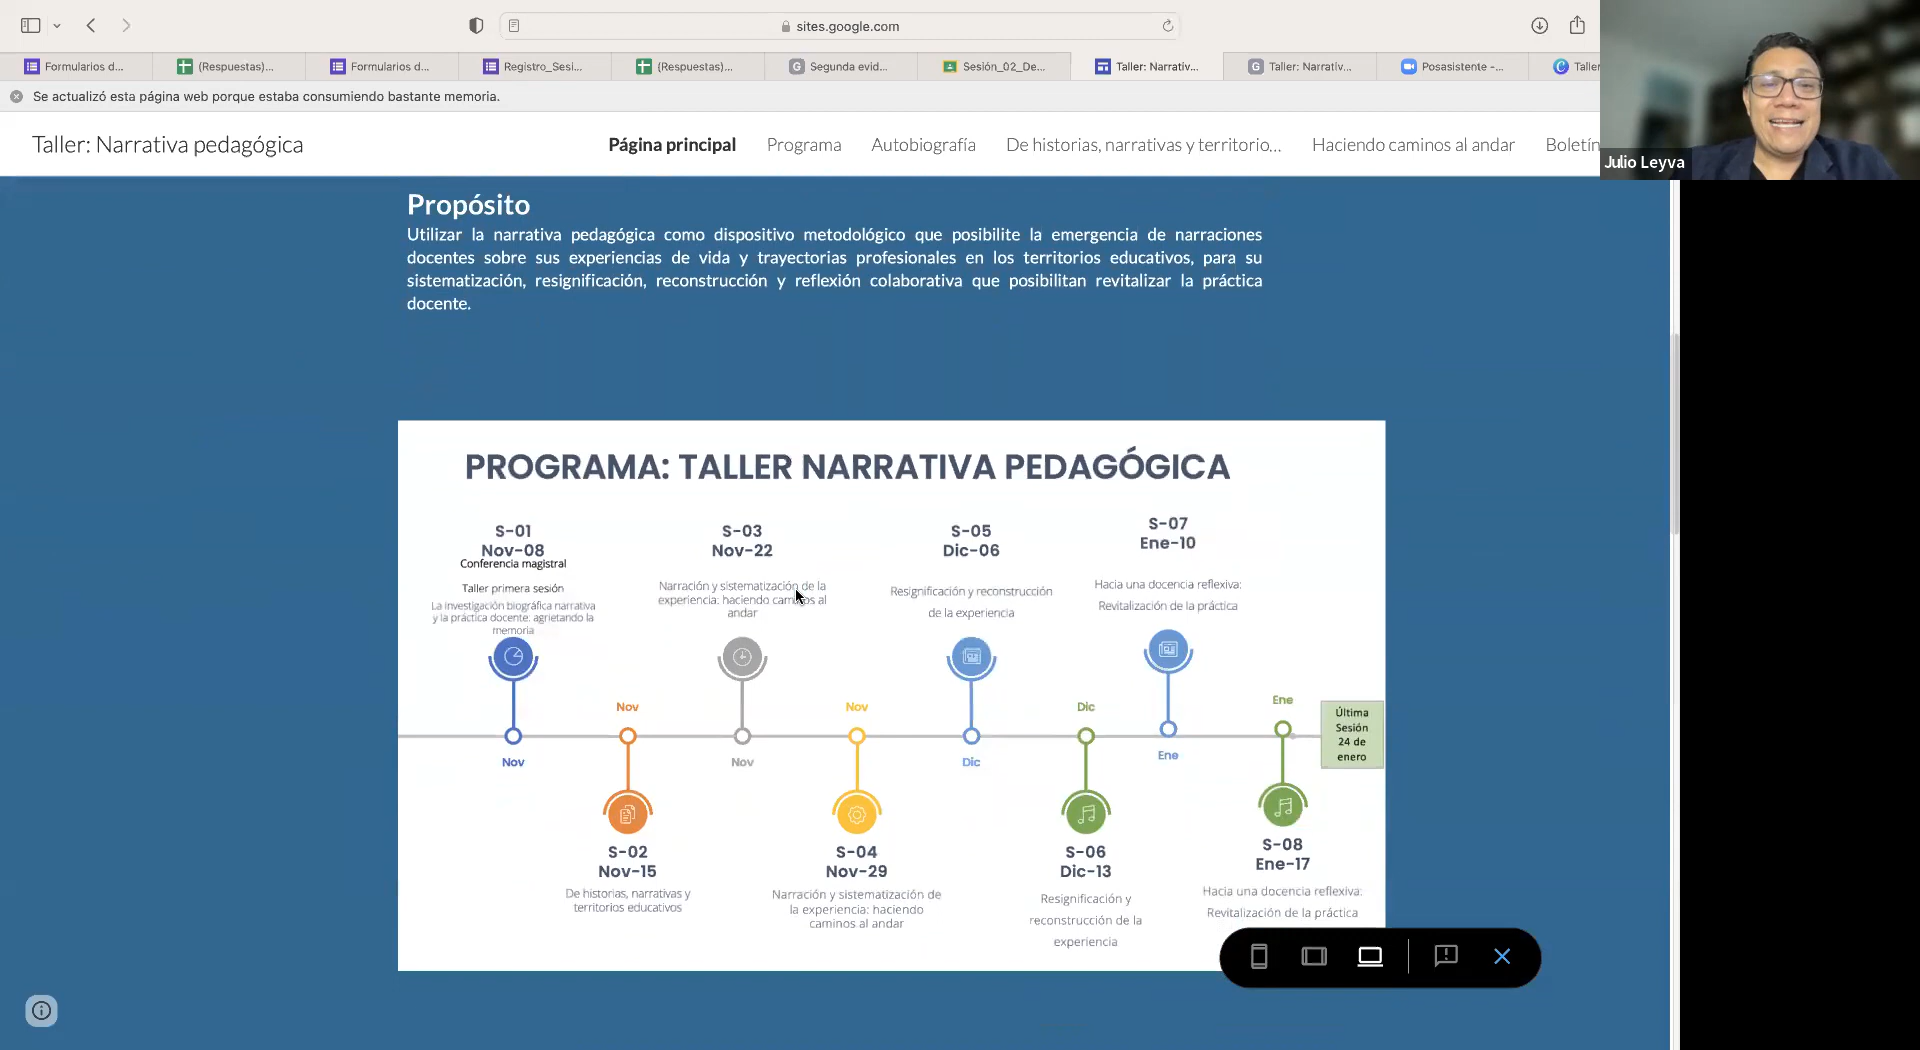 sites.google.com
Formularios d...
(Respuestas)...
Formularios d...
Registro_Sesi...
(Respuestas)...
Segunda evid...
Sesión_02_De...
Taller: Narrativ...
Taller: Narrativ...
Posasistente -...
Taller
Se actualizó esta página web porque estaba consumiendo bastante memoria.
Taller: Narrativa pedagógica
Página principal
Programa
Autobiografía
De historias, narrativas y territorio...
Haciendo caminos al andar
Boletín
Julio Leyva
Propósito
Utilizar la narrativa pedagógica como dispositivo metodológico que posibilite la emergencia de narraciones
docentes sobre sus experiencias de vida y trayectorias profesionales en los territorios educativos, para su
sistematización, resignificación, reconstrucción y reflexión colaborativa que posibilitan revitalizar la práctica
docente.
PROGRAMA: TALLER NARRATIVA PEDAGÓGICA
S-01
Nov-08
Conferencia magistral
Taller primera sesión
La investigación biográfica narrativa
y la práctica docente: agrietando la
memoria
S-03
Nov-22
Narración y sistematización de la
experiencia: haciendo caminos al
andar
S-05
Dic-06
Resignificación y reconstrucción
de la experiencia
S-07
Ene-10
Hacia una docencia reflexiva:
Revitalización de la práctica
Nov
Nov
Nov
Nov
Dic
Dic
Ene
Ene
Última
Sesión
24 de
enero
S-02
Nov-15
De historias, narrativas y
territorios educativos
S-04
Nov-29
Narración y sistematización de
la experiencia: haciendo
caminos al andar
S-06
Dic-13
Resignificación y
reconstrucción de la
experiencia
S-08
Ene-17
Hacia una docencia reflexiva:
Revitalización de la práctica